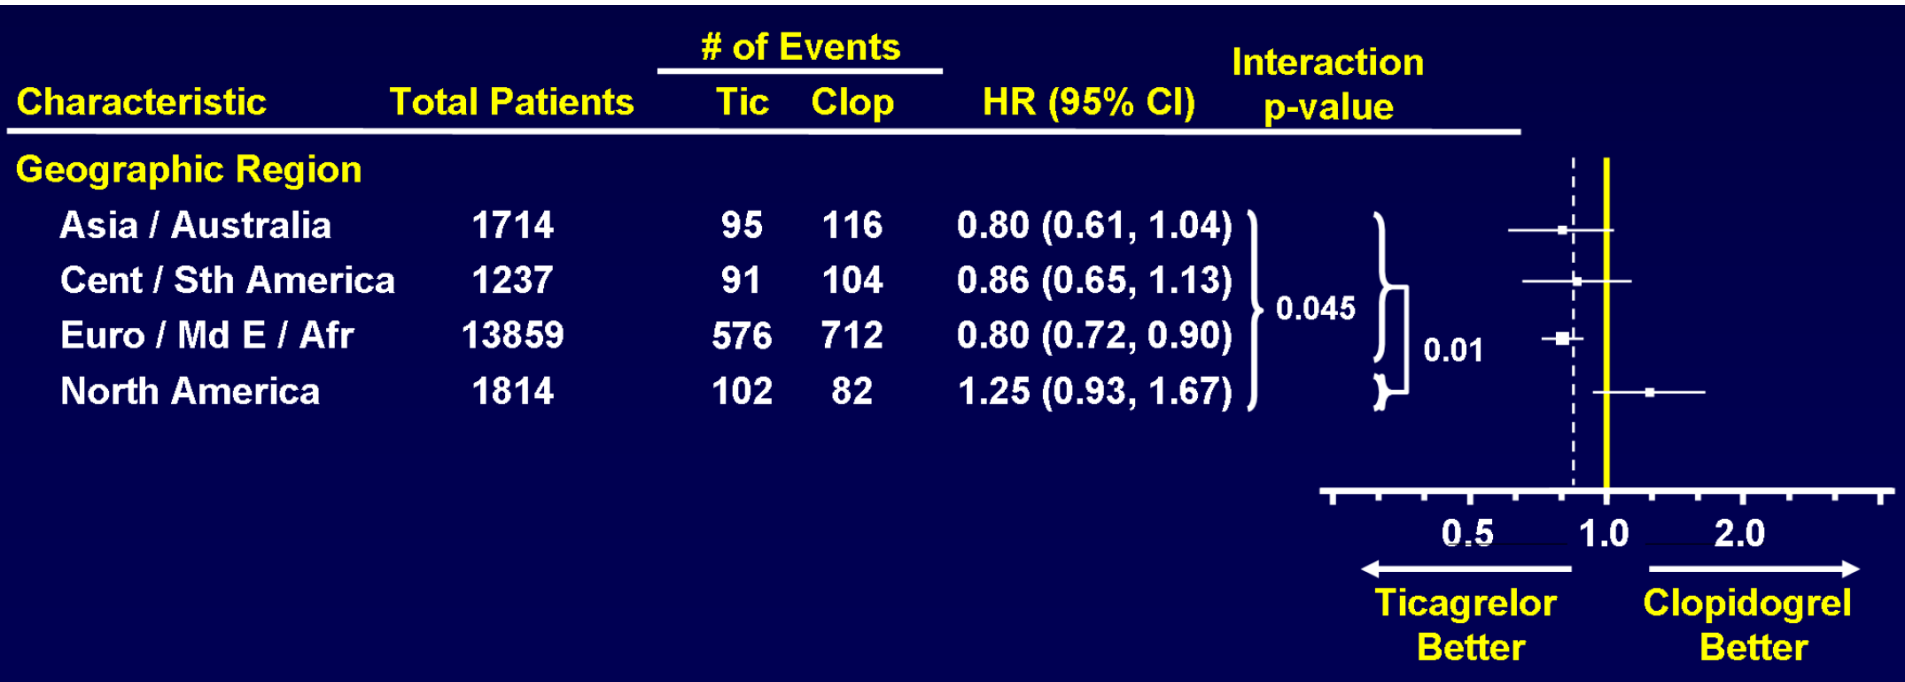 # of Events
Interaction
Characteristic Total Patients Tic Clop HR (95% CI) p-value
Geographic Region
Asia / Australia 1714 95 116 0.80 (0.61, 1.04)
Cent / Sth America 1237 91 104 0.86 (0.65, 1.13)
0.045
Euro / Md E / Afr 13859 576 712 0.80 (0.72, 0.90)
0.01
North America 1814 102 82 1.25 (0.93, 1.67)
0.5 1.0 2.0
Ticagrelor Clopidogrel
Better Better